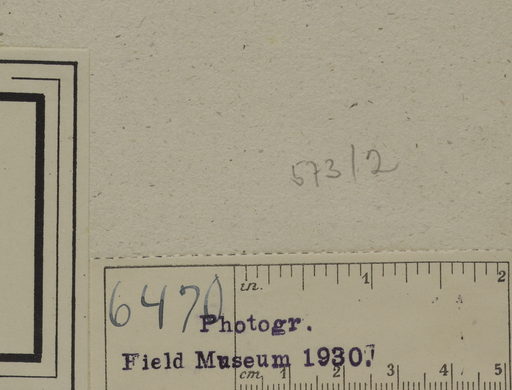 573/2
in. 1 2
6470
Photogr.
Field Museum 1930.
cm. 1 2 3 4 5